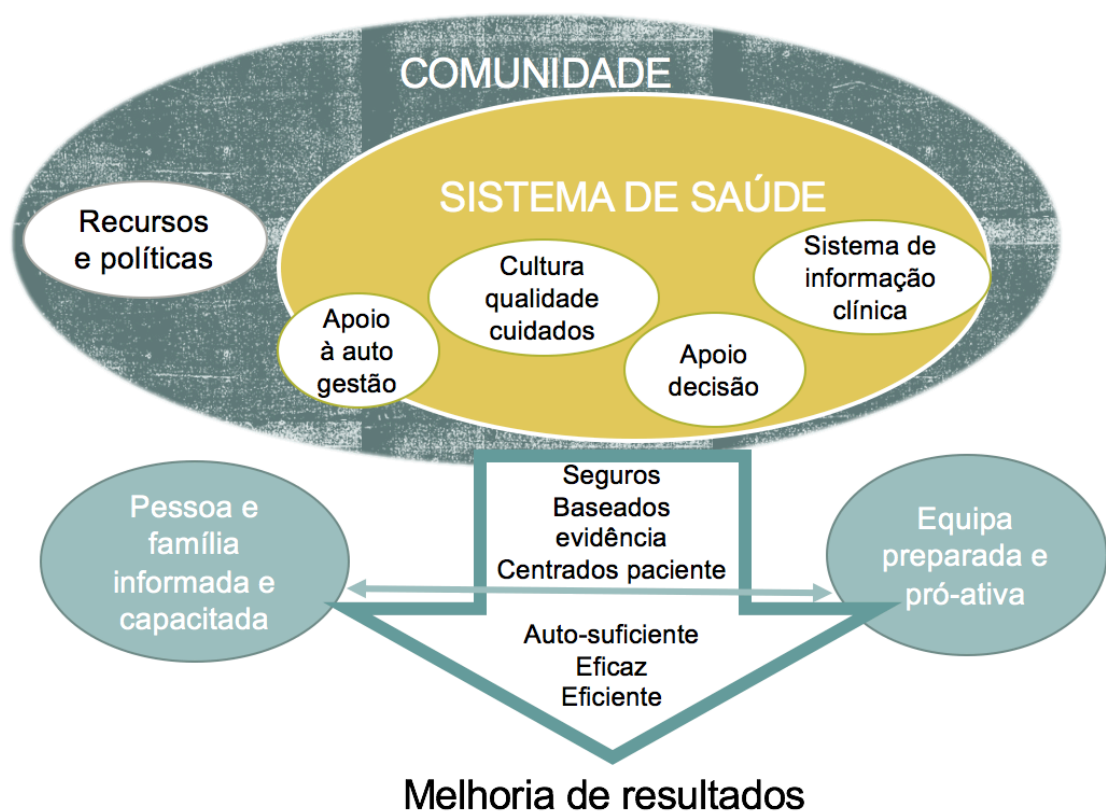 COMUNIDADE
SISTEMA DE SAÚDE
Recursos
e políticas
Apoio
à auto
gestão
Cultura
qualidade
cuidados
Apoio
decisão
Sistema de
informação
clínica
Pessoa e
família
informada e
capacitada
Seguros
Baseados
evidência
Centrados paciente
Auto-suficiente
Eficaz
Eficiente
Equipa
preparada e
pró-ativa
Melhoria de resultados